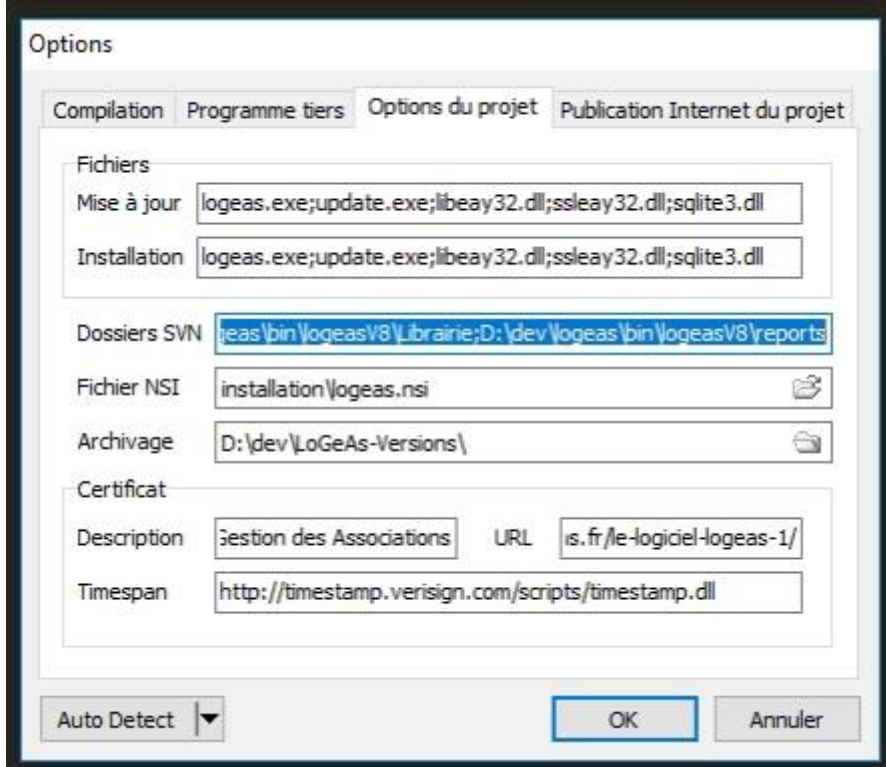 Options
Compilation Programme tiers Options du projet Publication Internet du projet
Fichiers
Mise à jour logeas.exe;update.exe;libeay32.dll;ssleay32.dll;sqlite3.dll
Installation logeas.exe;update.exe;libeay32.dll;ssleay32.dll;sqlite3.dll
Dossiers SVN geas\bin\logeasV8\Librairie;D:\dev\logeas\bin\logeasV8\reports
Fichier NSI installation\logeas.nsi
Archivage D:\dev\LoGeAs-Versions\
Certificat
Description Gestion des Associations URL s.fr/le-logiciel-logeas-1/
Timespan http://timestamp.verisign.com/scripts/timestamp.dll
Auto Detect OK Annuler